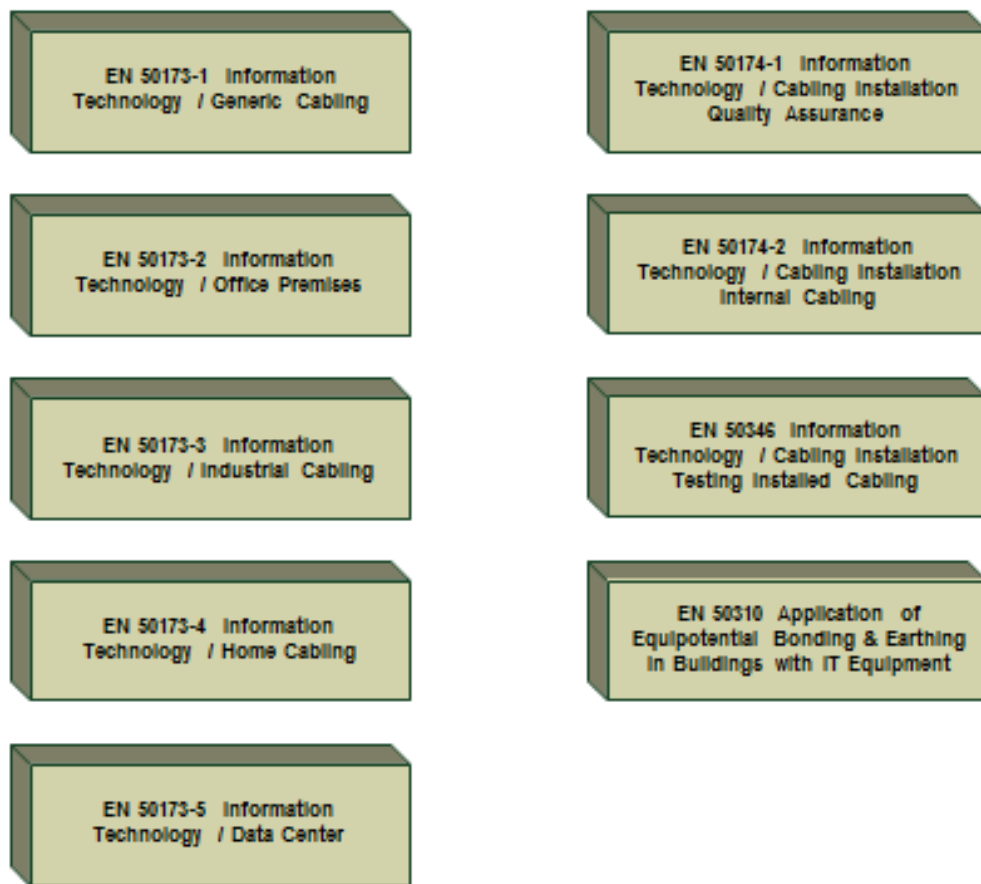 EN 50173-1 Information
Technology / Generic Cabling
EN 50174-1 Information
Technology / Cabling Installation
Quality Assurance
EN 50173-2 Information
Technology / Office Premises
EN 50174-2 Information
Technology / Cabling Installation
Internal Cabling
EN 50173-3 Information
Technology / Industrial Cabling
EN 50346 Information
Technology / Cabling Installation
Testing Installed Cabling
EN 50173-4 Information
Technology / Home Cabling
EN 50310 Application of
Equipotential Bonding & Earthing
in Buildings with IT Equipment
EN 50173-5 Information
Technology / Data Center